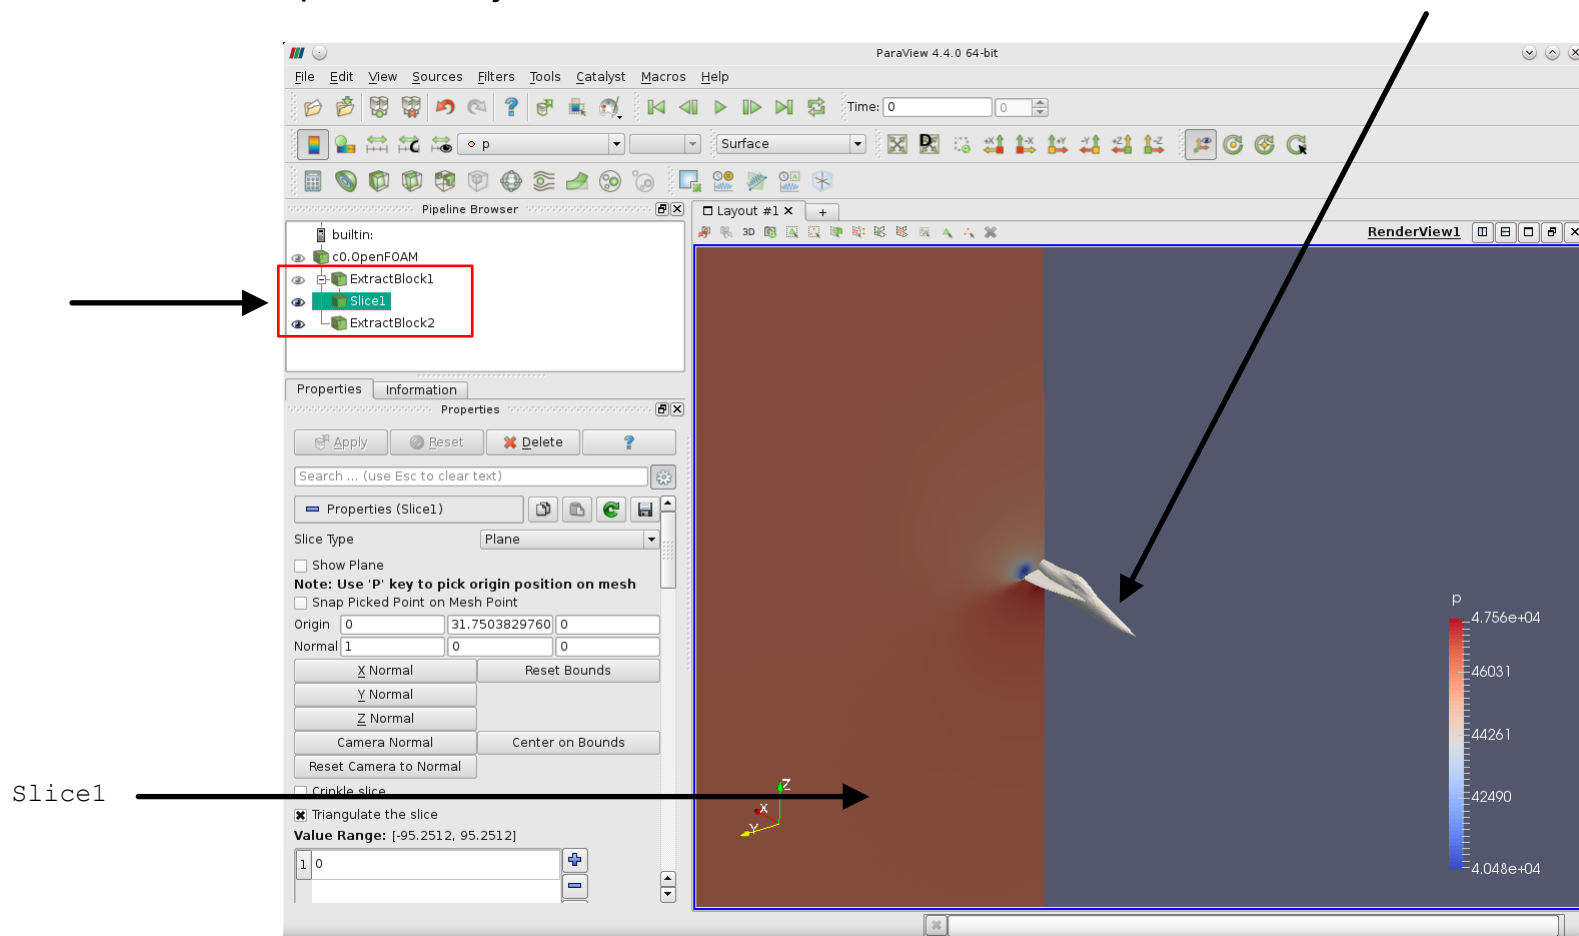 ParaView 4.4.0 64-bit
File Edit View Sources Filters Tools Catalyst Macros Help
Time: 0 0
p Surface
Pipeline Browser
Layout #1
+
builtin:
3D
RenderView1
c0.OpenFOAM
ExtractBlock1
Slice1
ExtractBlock2
Properties Information
Properties
Apply Reset Delete ?
Search ... (use Esc to clear text)
Properties (Slice1)
Slice Type Plane
Show Plane
Note: Use 'P' key to pick origin position on mesh
Snap Picked Point on Mesh Point
Origin 0 31.7503829760 0
Normal 1 0 0
X Normal Reset Bounds
Y Normal
Z Normal
Camera Normal Center on Bounds
Reset Camera to Normal
Crinkle slice
Slice1
Triangulate the slice
Value Range: [-95.2512, 95.2512]
1 0
Z
X
Y
p
4.756e+04
46031
44261
42490
4.048e+04